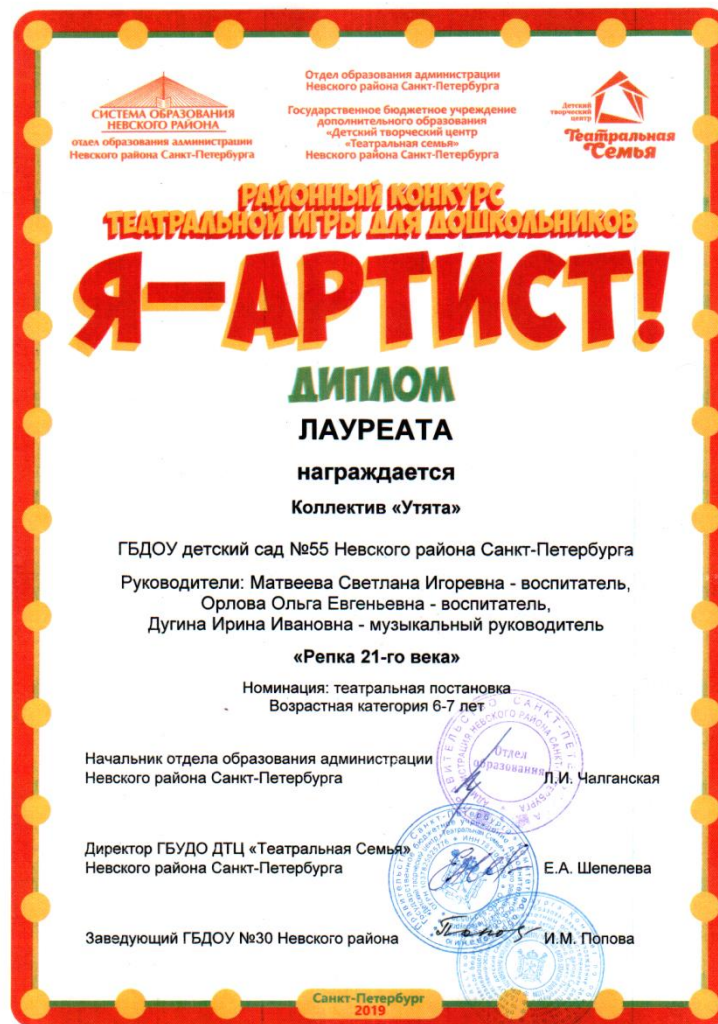 СИСТЕМА ОБРАЗОВАНИЯ
НЕВСКОГО РАЙОНА
отдел образования администрации
Невского района Санкт-Петербурга
Отдел образования администрации
Невского района Санкт-Петербурга
Государственное бюджетное учреждение
дополнительного образования
«Детский творческий центр
«Театральная семья»
Невского района Санкт-Петербурга
Детский
творческий
центр
Театральная
Семья
РАЙОННЫЙ КОНКУРС
ТЕАТРАЛЬНОЙ ИГРЫ ДЛЯ ДОШКОЛЬНИКОВ
Я—АРТИСТ!
ДИПЛОМ
ЛАУРЕАТА
награждается
Коллектив «Утята»
ГБДОУ детский сад №55 Невского района Санкт-Петербурга
Руководители: Матвеева Светлана Игоревна - воспитатель,
Орлова Ольга Евгеньевна - воспитатель,
Дугина Ирина Ивановна - музыкальный руководитель
«Репка 21-го века»
Номинация: театральная постановка
Возрастная категория 6-7 лет
Отдел
образования
Начальник отдела образования администрации
Невского района Санкт-Петербурга
Л.И. Чалганская
Директор ГБУДО ДТЦ «Театральная Семья»
Невского района Санкт-Петербурга
Е.А. Шепелева
Заведующий ГБДОУ №30 Невского района
И.М. Попова
Санкт-Петербург
2019